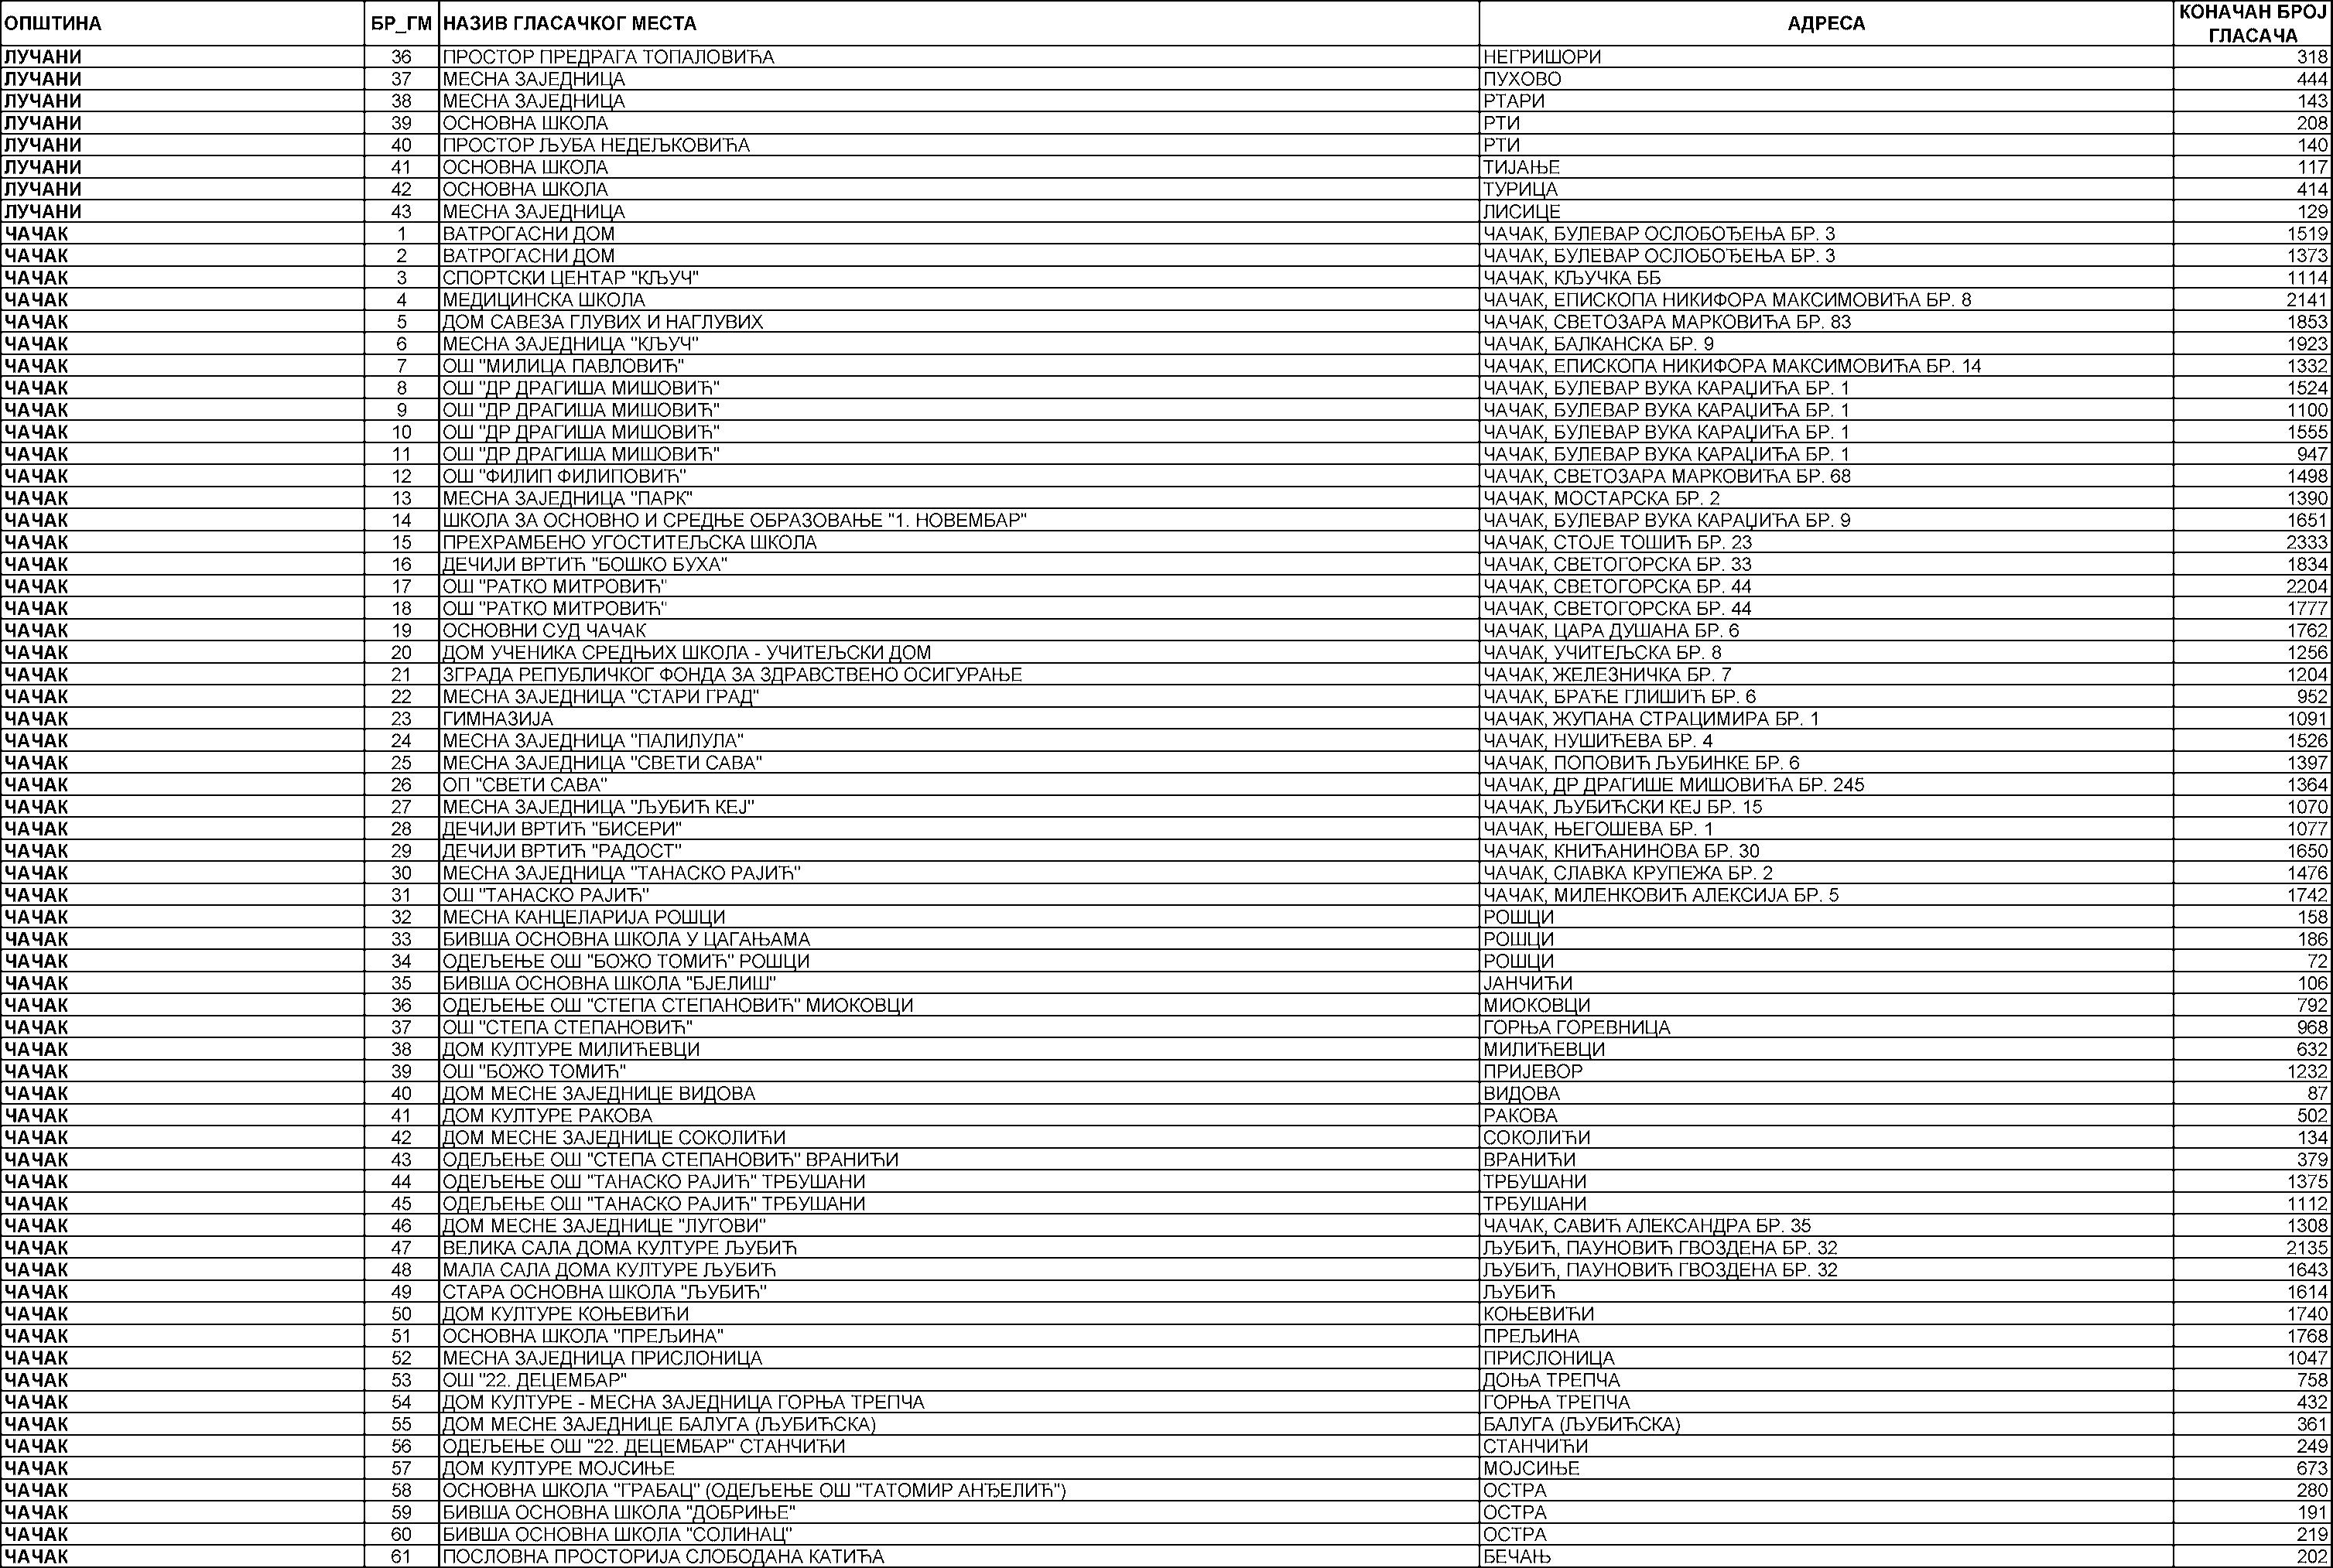 ОПШТИНА БР_ГМ НАЗИВ ГЛАСАЧКОГ МЕСТА АДРЕСА КОНАЧАН БРОЈ ГЛАСАЧА
ЛУЧАНИ 36 ПРОСТОР ПРЕДРАГА ТОПАЛОВИЋА НЕГРИШОРИ 318
ЛУЧАНИ 37 МЕСНА ЗАЈЕДНИЦА ПУХОВО 444
ЛУЧАНИ 38 МЕСНА ЗАЈЕДНИЦА РТАРИ 143
ЛУЧАНИ 39 ОСНОВНА ШКОЛА РТИ 208
ЛУЧАНИ 40 ПРОСТОР ЉУБА НЕДЕЉКОВИЋА РТИ 140
ЛУЧАНИ 41 ОСНОВНА ШКОЛА ТИЈАЊЕ 117
ЛУЧАНИ 42 ОСНОВНА ШКОЛА ТУРИЦА 414
ЛУЧАНИ 43 МЕСНА ЗАЈЕДНИЦА ЛИСИЦЕ 129
ЧАЧАК 1 ВАТРОГАСНИ ДОМ ЧАЧАК, БУЛЕВАР ОСЛОБОЂЕЊА БР. 3 1519
ЧАЧАК 2 ВАТРОГАСНИ ДОМ ЧАЧАК, БУЛЕВАР ОСЛОБОЂЕЊА БР. 3 1373
ЧАЧАК 3 СПОРТСКИ ЦЕНТАР "КЉУЧ" ЧАЧАК, КЉУЧКА ББ 1114
ЧАЧАК 4 МЕДИЦИНСКА ШКОЛА ЧАЧАК, ЕПИСКОПА НИКИФОРА МАКСИМОВИЋА БР. 8 2141
ЧАЧАК 5 ДОМ САВЕЗА ГЛУВИХ И НАГЛУВИХ ЧАЧАК, СВЕТОЗАРА МАРКОВИЋА БР. 83 1853
ЧАЧАК 6 МЕСНА ЗАЈЕДНИЦА "КЉУЧ" ЧАЧАК, БАЛКАНСКА БР. 9 1923
ЧАЧАК 7 ОШ "МИЛИЦА ПАВЛОВИЋ" ЧАЧАК, ЕПИСКОПА НИКИФОРА МАКСИМОВИЋА БР. 14 1332
ЧАЧАК 8 ОШ "ДР ДРАГИША МИШОВИЋ" ЧАЧАК, БУЛЕВАР ВУКА КАРАЏИЋА БР. 1 1524
ЧАЧАК 9 ОШ "ДР ДРАГИША МИШОВИЋ" ЧАЧАК, БУЛЕВАР ВУКА КАРАЏИЋА БР. 1 1100
ЧАЧАК 10 ОШ "ДР ДРАГИША МИШОВИЋ" ЧАЧАК, БУЛЕВАР ВУКА КАРАЏИЋА БР. 1 1555
ЧАЧАК 11 ОШ "ДР ДРАГИША МИШОВИЋ" ЧАЧАК, БУЛЕВАР ВУКА КАРАЏИЋА БР. 1 947
ЧАЧАК 12 ОШ "ФИЛИП ФИЛИПОВИЋ" ЧАЧАК, СВЕТОЗАРА МАРКОВИЋА БР. 68 1498
ЧАЧАК 13 МЕСНА ЗАЈЕДНИЦА "ПАРК" ЧАЧАК, МОСТАРСКА БР. 2 1390
ЧАЧАК 14 ШКОЛА ЗА ОСНОВНО И СРЕДЊЕ ОБРАЗОВАЊЕ "1. НОВЕМБАР" ЧАЧАК, БУЛЕВАР ВУКА КАРАЏИЋА БР. 9 1651
ЧАЧАК 15 ПРЕХРАМБЕНО УГОСТИТЕЉСКА ШКОЛА ЧАЧАК, СТОЈЕ ТОШИЋ БР. 23 2333
ЧАЧАК 16 ДЕЧИЈИ ВРТИЋ "БОШКО БУХА" ЧАЧАК, СВЕТОГОРСКА БР. 33 1834
ЧАЧАК 17 ОШ "РАТКО МИТРОВИЋ" ЧАЧАК, СВЕТОГОРСКА БР. 44 2204
ЧАЧАК 18 ОШ "РАТКО МИТРОВИЋ" ЧАЧАК, СВЕТОГОРСКА БР. 44 1777
ЧАЧАК 19 ОСНОВНИ СУД ЧАЧАК ЧАЧАК, ЦАРА ДУШАНА БР. 6 1762
ЧАЧАК 20 ДОМ УЧЕНИКА СРЕДЊИХ ШКОЛА - УЧИТЕЉСКИ ДОМ ЧАЧАК, УЧИТЕЉСКА БР. 8 1256
ЧАЧАК 21 ЗГРАДА РЕПУБЛИЧКОГ ФОНДА ЗА ЗДРАВСТВЕНО ОСИГУРАЊЕ ЧАЧАК, ЖЕЛЕЗНИЧКА БР. 7 1204
ЧАЧАК 22 МЕСНА ЗАЈЕДНИЦА "СТАРИ ГРАД" ЧАЧАК, БРАЋЕ ГЛИШИЋ БР. 6 952
ЧАЧАК 23 ГИМНАЗИЈА ЧАЧАК, ЖУПАНА СТРАЦИМИРА БР. 1 1091
ЧАЧАК 24 МЕСНА ЗАЈЕДНИЦА "ПАЛИЛУЛА" ЧАЧАК, НУШИЋЕВА БР. 4 1526
ЧАЧАК 25 МЕСНА ЗАЈЕДНИЦА "СВЕТИ САВА" ЧАЧАК, ПОПОВИЋ ЉУБИНКЕ БР. 6 1397
ЧАЧАК 26 ОП "СВЕТИ САВА" ЧАЧАК, ДР ДРАГИШЕ МИШОВИЋА БР. 245 1364
ЧАЧАК 27 МЕСНА ЗАЈЕДНИЦА "ЉУБИЋ КЕЈ" ЧАЧАК, ЉУБИЋСКИ КЕЈ БР. 15 1070
ЧАЧАК 28 ДЕЧИЈИ ВРТИЋ "БИСЕРИ" ЧАЧАК, ЊЕГОШЕВА БР. 1 1077
ЧАЧАК 29 ДЕЧИЈИ ВРТИЋ "РАДОСТ" ЧАЧАК, КНИЋАНИНОВА БР. 30 1650
ЧАЧАК 30 МЕСНА ЗАЈЕДНИЦА "ТАНАСКО РАЈИЋ" ЧАЧАК, СЛАВКА КРУПЕЖА БР. 2 1476
ЧАЧАК 31 ОШ "ТАНАСКО РАЈИЋ" ЧАЧАК, МИЛЕНКОВИЋ АЛЕКСИЈА БР. 5 1742
ЧАЧАК 32 МЕСНА КАНЦЕЛАРИЈА РОШЦИ РОШЦИ 158
ЧАЧАК 33 БИВША ОСНОВНА ШКОЛА У ЦАГАЊАМА РОШЦИ 186
ЧАЧАК 34 ОДЕЉЕЊЕ ОШ "БОЖО ТОМИЋ" РОШЦИ РОШЦИ 72
ЧАЧАК 35 БИВША ОСНОВНА ШКОЛА "БЈЕЛИШ" ЈАНЧИЋИ 106
ЧАЧАК 36 ОДЕЉЕЊЕ ОШ "СТЕПА СТЕПАНОВИЋ" МИОКОВЦИ МИОКОВЦИ 792
ЧАЧАК 37 ОШ "СТЕПА СТЕПАНОВИЋ" ГОРЊА ГОРЕВНИЦА 968
ЧАЧАК 38 ДОМ КУЛТУРЕ МИЛИЋЕВЦИ МИЛИЋЕВЦИ 632
ЧАЧАК 39 ОШ "БОЖО ТОМИЋ" ПРИЈЕВОР 1232
ЧАЧАК 40 ДОМ МЕСНЕ ЗАЈЕДНИЦЕ ВИДОВА ВИДОВА 87
ЧАЧАК 41 ДОМ КУЛТУРЕ РАКОВА РАКОВА 502
ЧАЧАК 42 ДОМ МЕСНЕ ЗАЈЕДНИЦЕ СОКОЛИЋИ СОКОЛИЋИ 134
ЧАЧАК 43 ОДЕЉЕЊЕ ОШ "СТЕПА СТЕПАНОВИЋ" ВРАНИЋИ ВРАНИЋИ 379
ЧАЧАК 44 ОДЕЉЕЊЕ ОШ "ТАНАСКО РАЈИЋ" ТРБУШАНИ ТРБУШАНИ 1375
ЧАЧАК 45 ОДЕЉЕЊЕ ОШ "ТАНАСКО РАЈИЋ" ТРБУШАНИ ТРБУШАНИ 1112
ЧАЧАК 46 ДОМ МЕСНЕ ЗАЈЕДНИЦЕ "ЛУГОВИ" ЧАЧАК, САВИЋ АЛЕКСАНДРА БР. 35 1308
ЧАЧАК 47 ВЕЛИКА САЛА ДОМА КУЛТУРЕ ЉУБИЋ ЉУБИЋ, ПАУНОВИЋ ГВОЗДЕНА БР. 32 2135
ЧАЧАК 48 МАЛА САЛА ДОМА КУЛТУРЕ ЉУБИЋ ЉУБИЋ, ПАУНОВИЋ ГВОЗДЕНА БР. 32 1643
ЧАЧАК 49 СТАРА ОСНОВНА ШКОЛА "ЉУБИЋ" ЉУБИЋ 1614
ЧАЧАК 50 ДОМ КУЛТУРЕ КОЊЕВИЋИ КОЊЕВИЋИ 1740
ЧАЧАК 51 ОСНОВНА ШКОЛА "ПРЕЉИНА" ПРЕЉИНА 1768
ЧАЧАК 52 МЕСНА ЗАЈЕДНИЦА ПРИСЛОНИЦА ПРИСЛОНИЦА 1047
ЧАЧАК 53 ОШ "22. ДЕЦЕМБАР" ДОЊА ТРЕПЧА 758
ЧАЧАК 54 ДОМ КУЛТУРЕ - МЕСНА ЗАЈЕДНИЦА ГОРЊА ТРЕПЧА ГОРЊА ТРЕПЧА 432
ЧАЧАК 55 ДОМ МЕСНЕ ЗАЈЕДНИЦЕ БАЛУГА (ЉУБИЋСКА) БАЛУГА (ЉУБИЋСКА) 361
ЧАЧАК 56 ОДЕЉЕЊЕ ОШ "22. ДЕЦЕМБАР" СТАНЧИЋИ СТАНЧИЋИ 249
ЧАЧАК 57 ДОМ КУЛТУРЕ МОЈСИЊЕ МОЈСИЊЕ 673
ЧАЧАК 58 ОСНОВНА ШКОЛА "ГРАБАЦ" (ОДЕЉЕЊЕ ОШ "ТАТОМИР АНЂЕЛИЋ") ОСТРА 280
ЧАЧАК 59 БИВША ОСНОВНА ШКОЛА "ДОБРИЊЕ" ОСТРА 191
ЧАЧАК 60 БИВША ОСНОВНА ШКОЛА "СОЛИНАЦ" ОСТРА 219
ЧАЧАК 61 ПОСЛОВНА ПРОСТОРИЈА СЛОБОДАНА КАТИЋА БЕЧАЊ 202